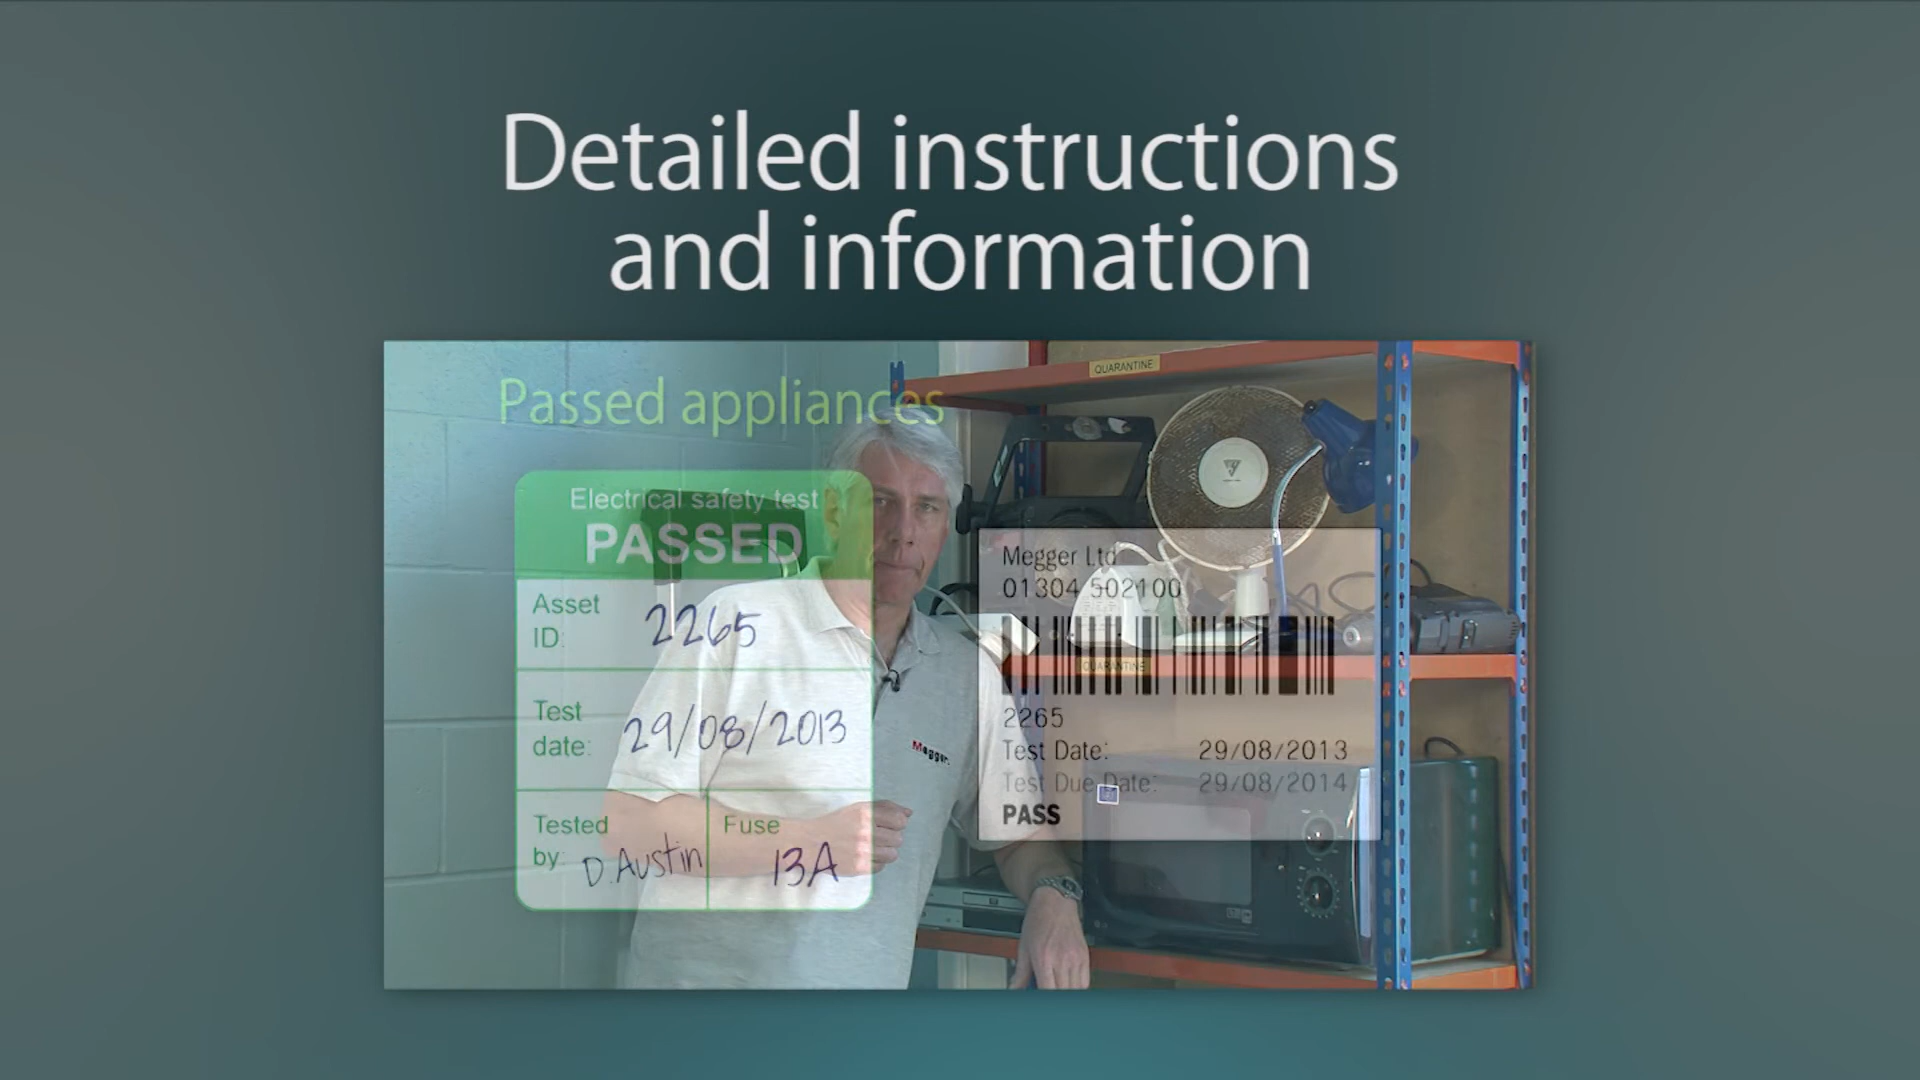 Detailed instructions
and information
QUARANTINE
Passed appliances
Electrical safety test
PASSED
Asset
ID:
2265
Test
date:
29/08/2013
Tested
by:
D. Austin
Fuse
13A
Megger Ltd
01304 502100
QUARANTINE
2265
Test Date: 29/08/2013
Test Due Date: 29/08/2014
PASS
Megger.